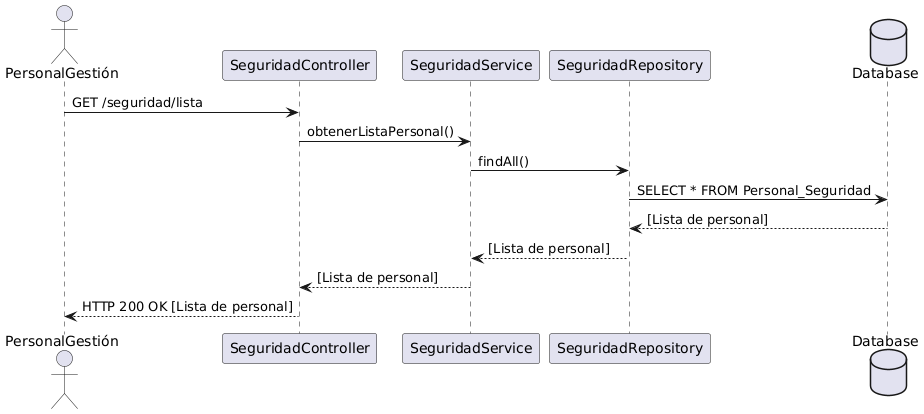 PersonalGestión
SeguridadController
SeguridadService
SeguridadRepository
Database
GET /seguridad/lista
obtenerListaPersonal()
findAll()
SELECT * FROM Personal_Seguridad
[Lista de personal]
[Lista de personal]
[Lista de personal]
HTTP 200 OK [Lista de personal]
PersonalGestión
SeguridadController
SeguridadService
SeguridadRepository
Database